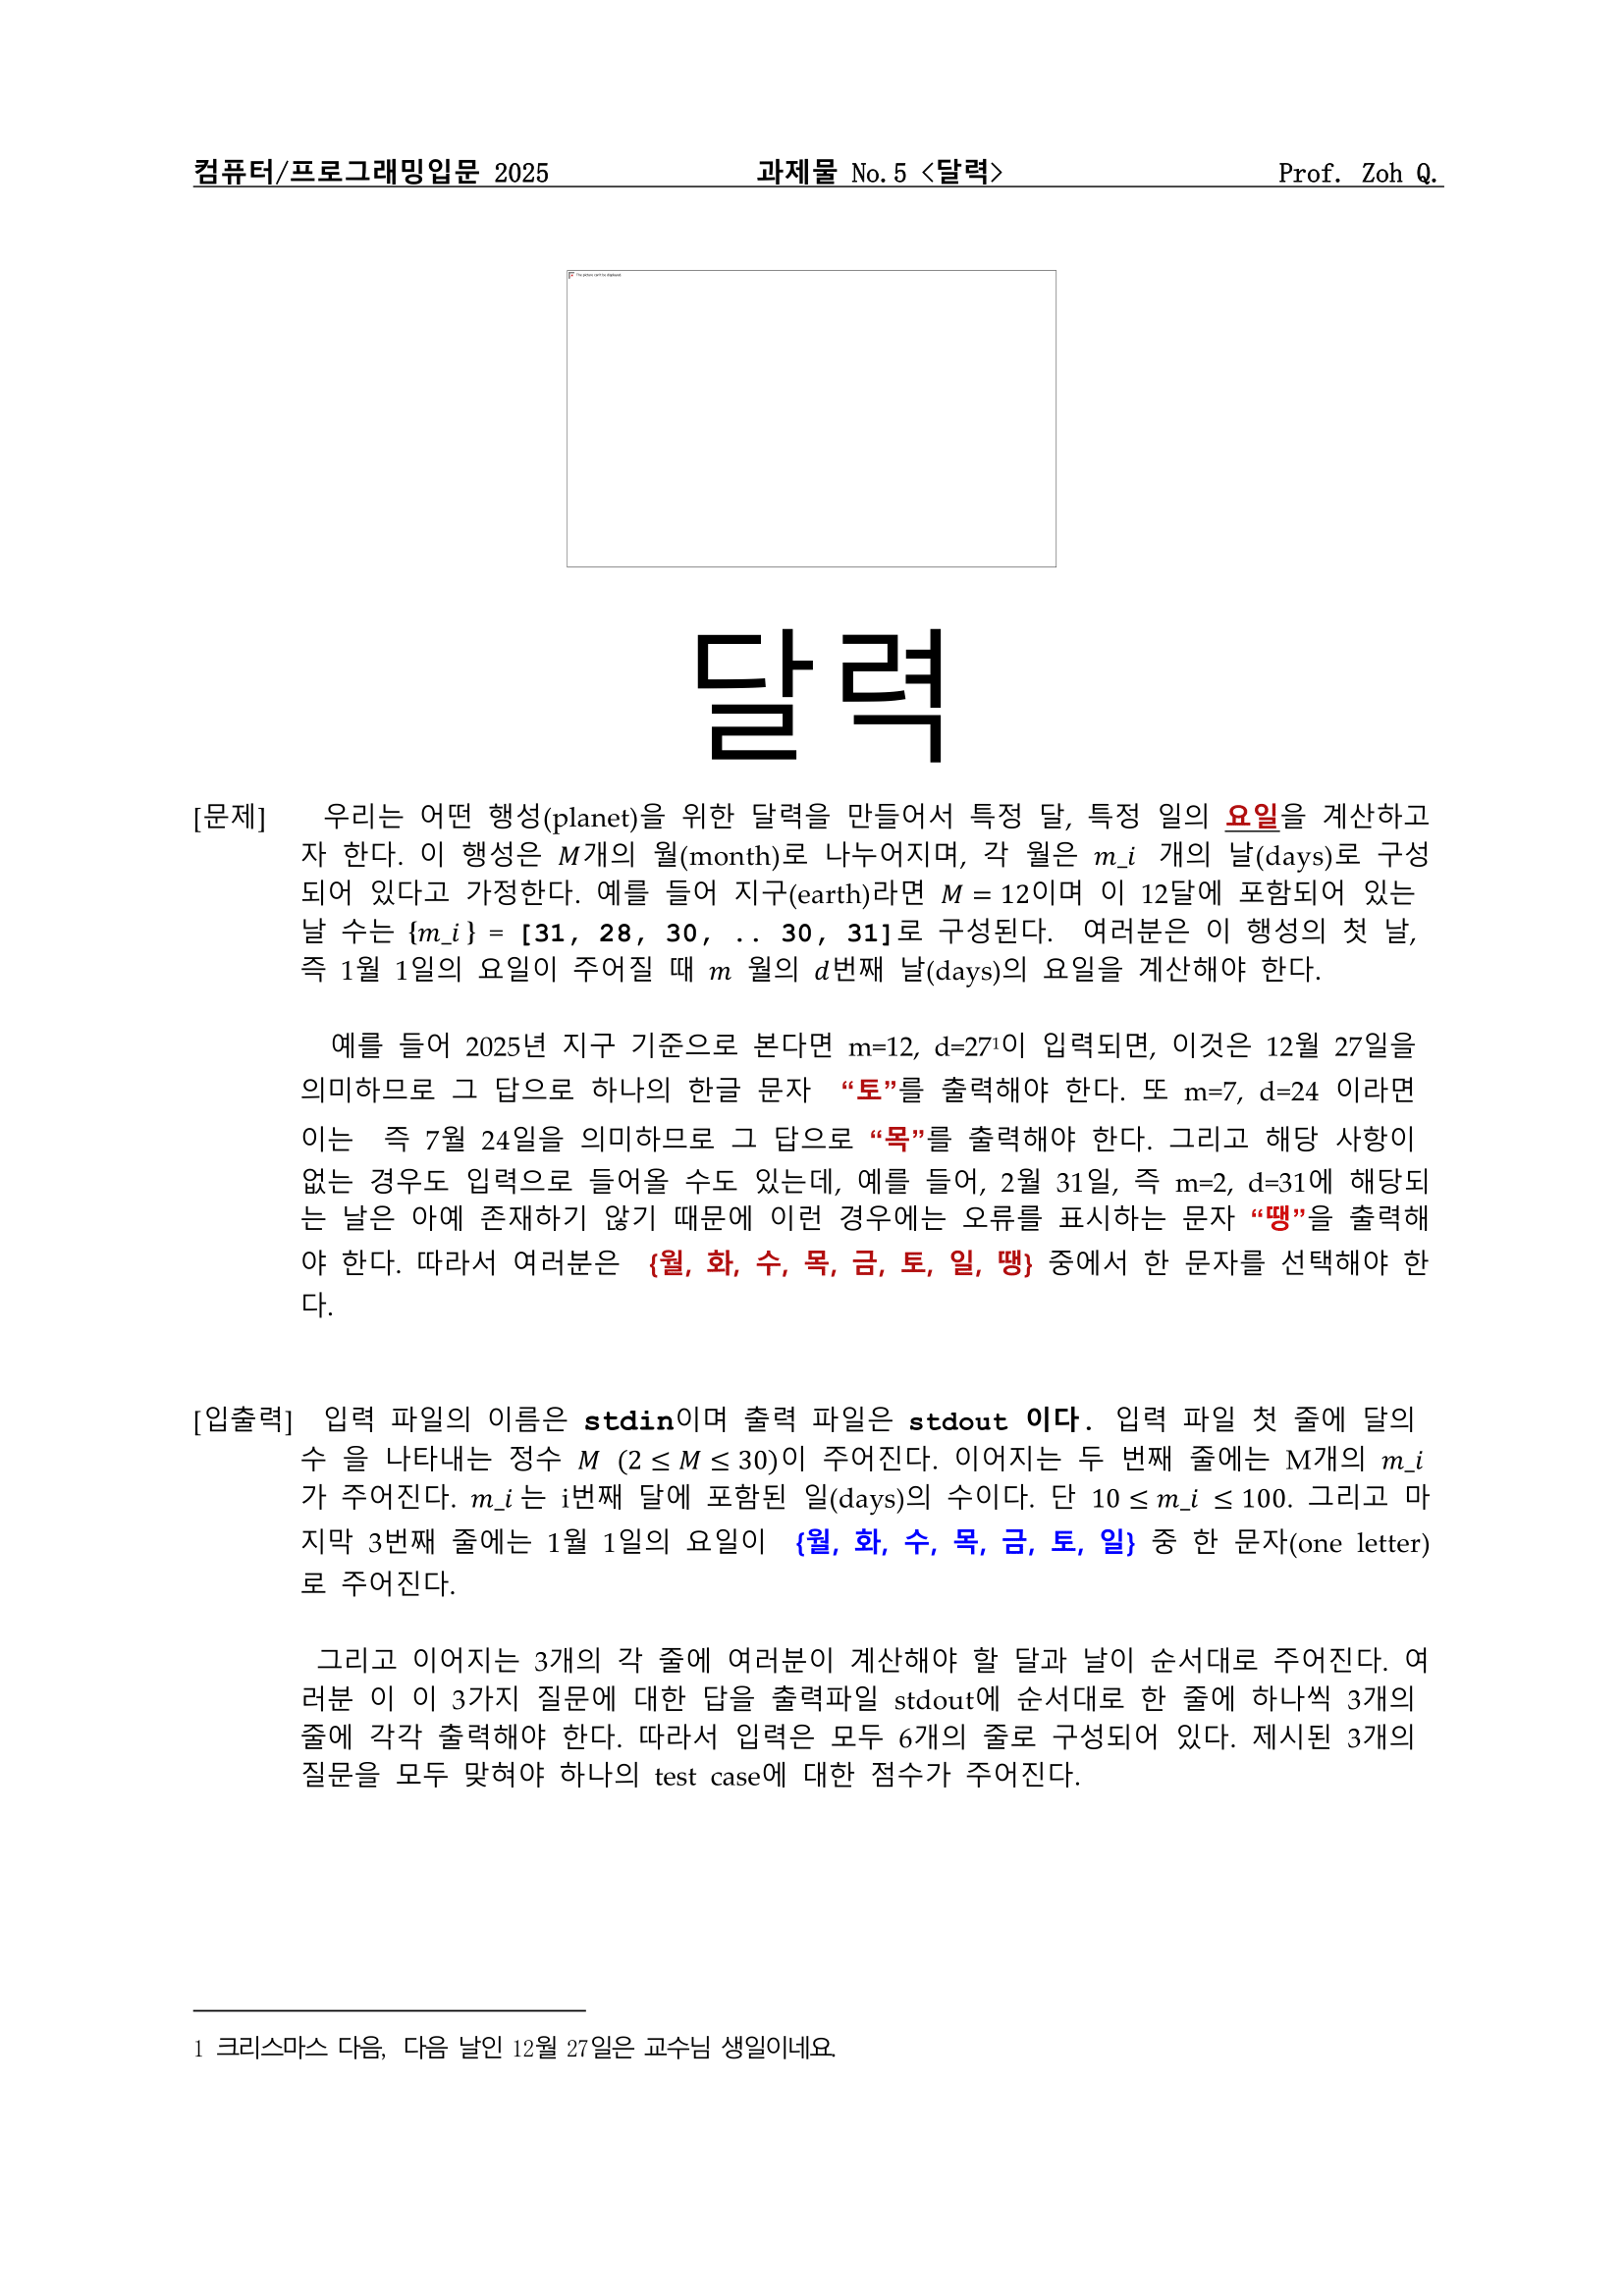 컴퓨터/프로그래밍입문 2025 과제물 No.5 <달력> Prof. Zoh Q.
The picture can't be displayed.
달력
[문제] 우리는 어떤 행성(planet)을 위한 달력을 만들어서 특정 달, 특정 일의 요일을 계산하고
자 한다. 이 행성은 M개의 월(month)로 나누어지며, 각 월은 m_i 개의 날(days)로 구성
되어 있다고 가정한다. 예를 들어 지구(earth)라면 M = 12이며 이 12달에 포함되어 있는
날 수는 {m_i} = [31, 28, 30, .. 30, 31]로 구성된다. 여러분은 이 행성의 첫 날,
즉 1월 1일의 요일이 주어질 때 m 월의 d번째 날(days)의 요일을 계산해야 한다.
예를 들어 2025년 지구 기준으로 본다면 m=12, d=27¹이 입력되면, 이것은 12월 27일을
의미하므로 그 답으로 하나의 한글 문자 “토”를 출력해야 한다. 또 m=7, d=24 이라면
이는 즉 7월 24일을 의미하므로 그 답으로 “목”를 출력해야 한다. 그리고 해당 사항이
없는 경우도 입력으로 들어올 수도 있는데, 예를 들어, 2월 31일, 즉 m=2, d=31에 해당되
는 날은 아예 존재하기 않기 때문에 이런 경우에는 오류를 표시하는 문자 “땡”을 출력해
야 한다. 따라서 여러분은 {월, 화, 수, 목, 금, 토, 일, 땡} 중에서 한 문자를 선택해야 한
다.
[입출력] 입력 파일의 이름은 stdin이며 출력 파일은 stdout 이다. 입력 파일 첫 줄에 달의
수 을 나타내는 정수 M (2 ≤ M ≤ 30)이 주어진다. 이어지는 두 번째 줄에는 M개의 m_i
가 주어진다. m_i 는 i번째 달에 포함된 일(days)의 수이다. 단 10 ≤ m_i ≤ 100. 그리고 마
지막 3번째 줄에는 1월 1일의 요일이 {월, 화, 수, 목, 금, 토, 일} 중 한 문자(one letter)
로 주어진다.
그리고 이어지는 3개의 각 줄에 여러분이 계산해야 할 달과 날이 순서대로 주어진다. 여
러분 이 이 3가지 질문에 대한 답을 출력파일 stdout에 순서대로 한 줄에 하나씩 3개의
줄에 각각 출력해야 한다. 따라서 입력은 모두 6개의 줄로 구성되어 있다. 제시된 3개의
질문을 모두 맞혀야 하나의 test case에 대한 점수가 주어진다.
1 크리스마스 다음, 다음 날인 12월 27일은 교수님 생일이네요.